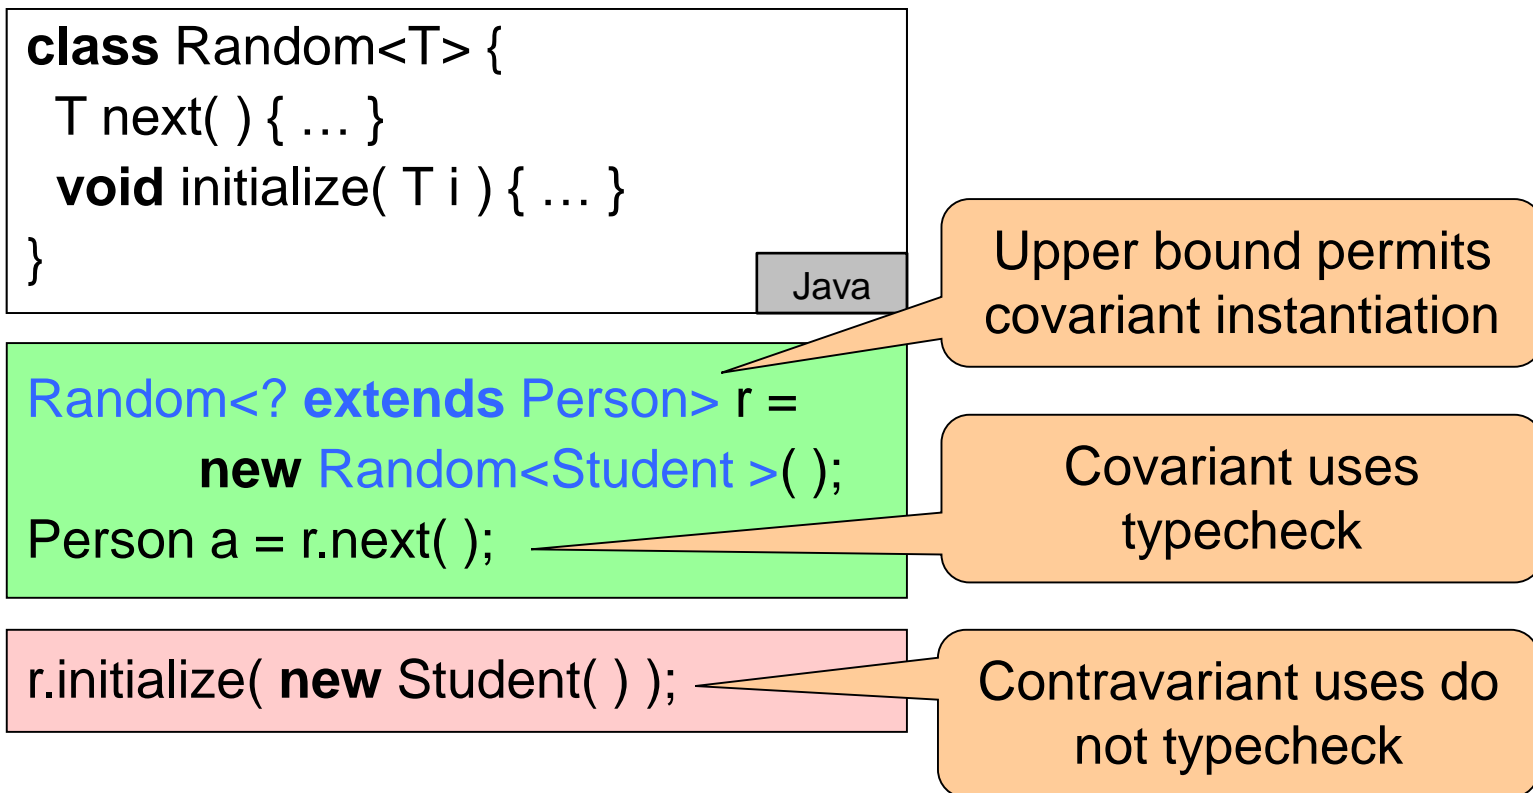 class Random<T> {
T next( ) { … }
void initialize( T i ) { … }
}
Java
Upper bound permits
covariant instantiation
Random<? extends Person> r =
new Random<Student >( );
Person a = r.next( );
Covariant uses
typecheck
r.initialize( new Student( ) );
Contravariant uses do
not typecheck